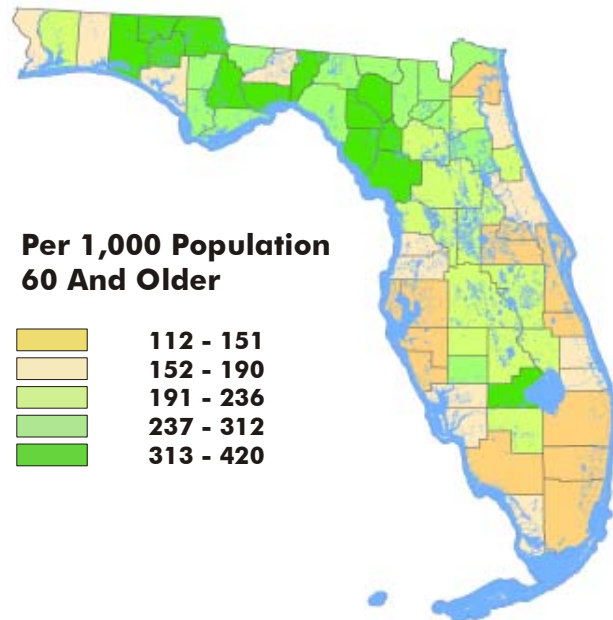 Per 1,000 Population
60 And Older
112 - 151
152 - 190
191 - 236
237 - 312
313 - 420